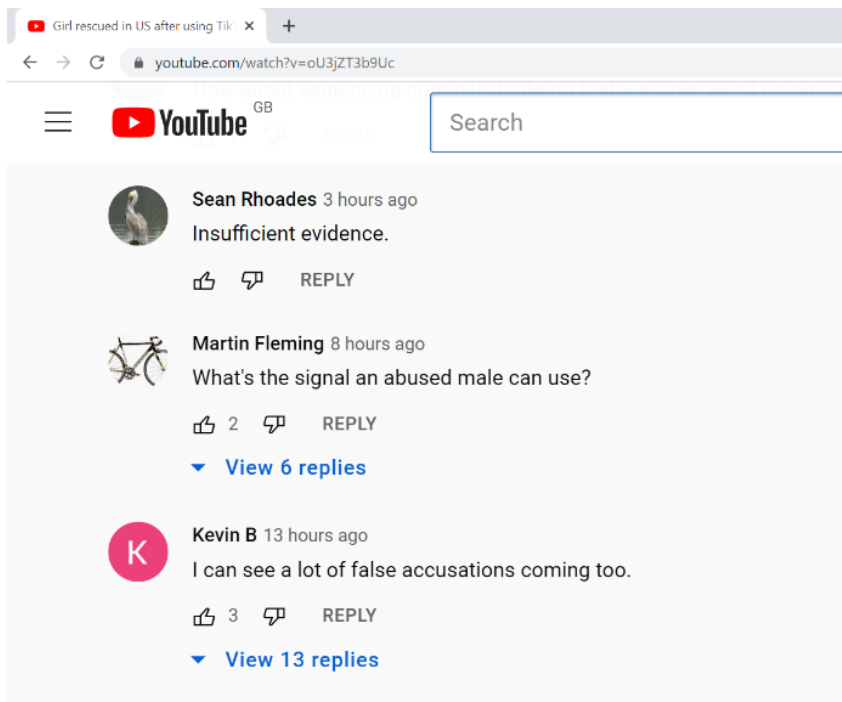 Girl rescued in US after using Tik
youtube.com/watch?v=oU3jZT3b9Uc
How about sentencing
YouTube GB
Search
REPLY
Sean Rhoades 3 hours ago
Insufficient evidence.
REPLY
Martin Fleming 8 hours ago
What's the signal an abused male can use?
2 REPLY
View 6 replies
K
Kevin B 13 hours ago
I can see a lot of false accusations coming too.
3 REPLY
View 13 replies